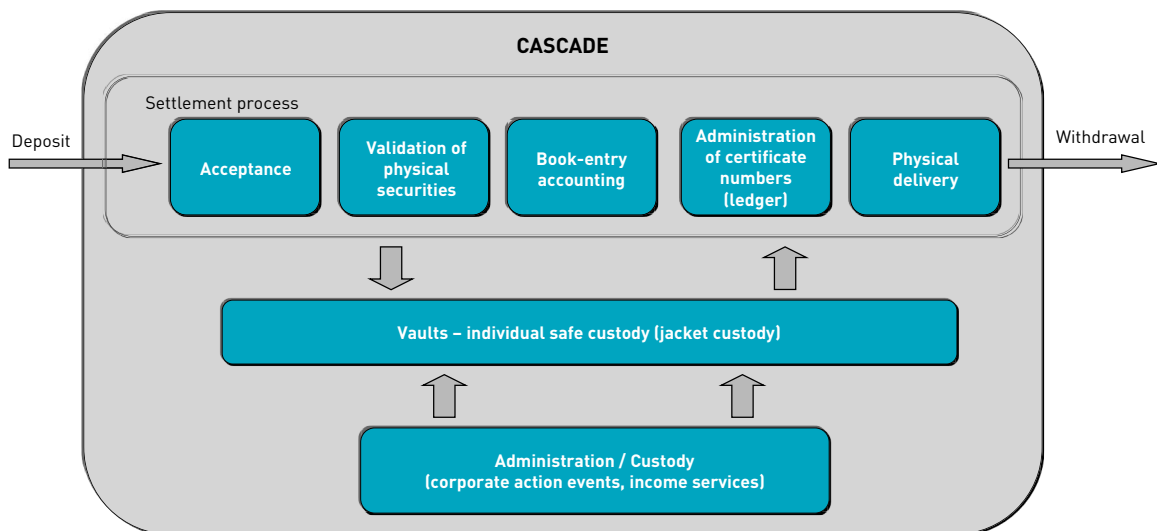 CASCADE
Settlement process
Deposit
Acceptance
Validation of
physical
securities
Book-entry
accounting
Administration
of certificate
numbers
(ledger)
Physical
delivery
Withdrawal
Vaults – individual safe custody (jacket custody)
Administration / Custody
(corporate action events, income services)